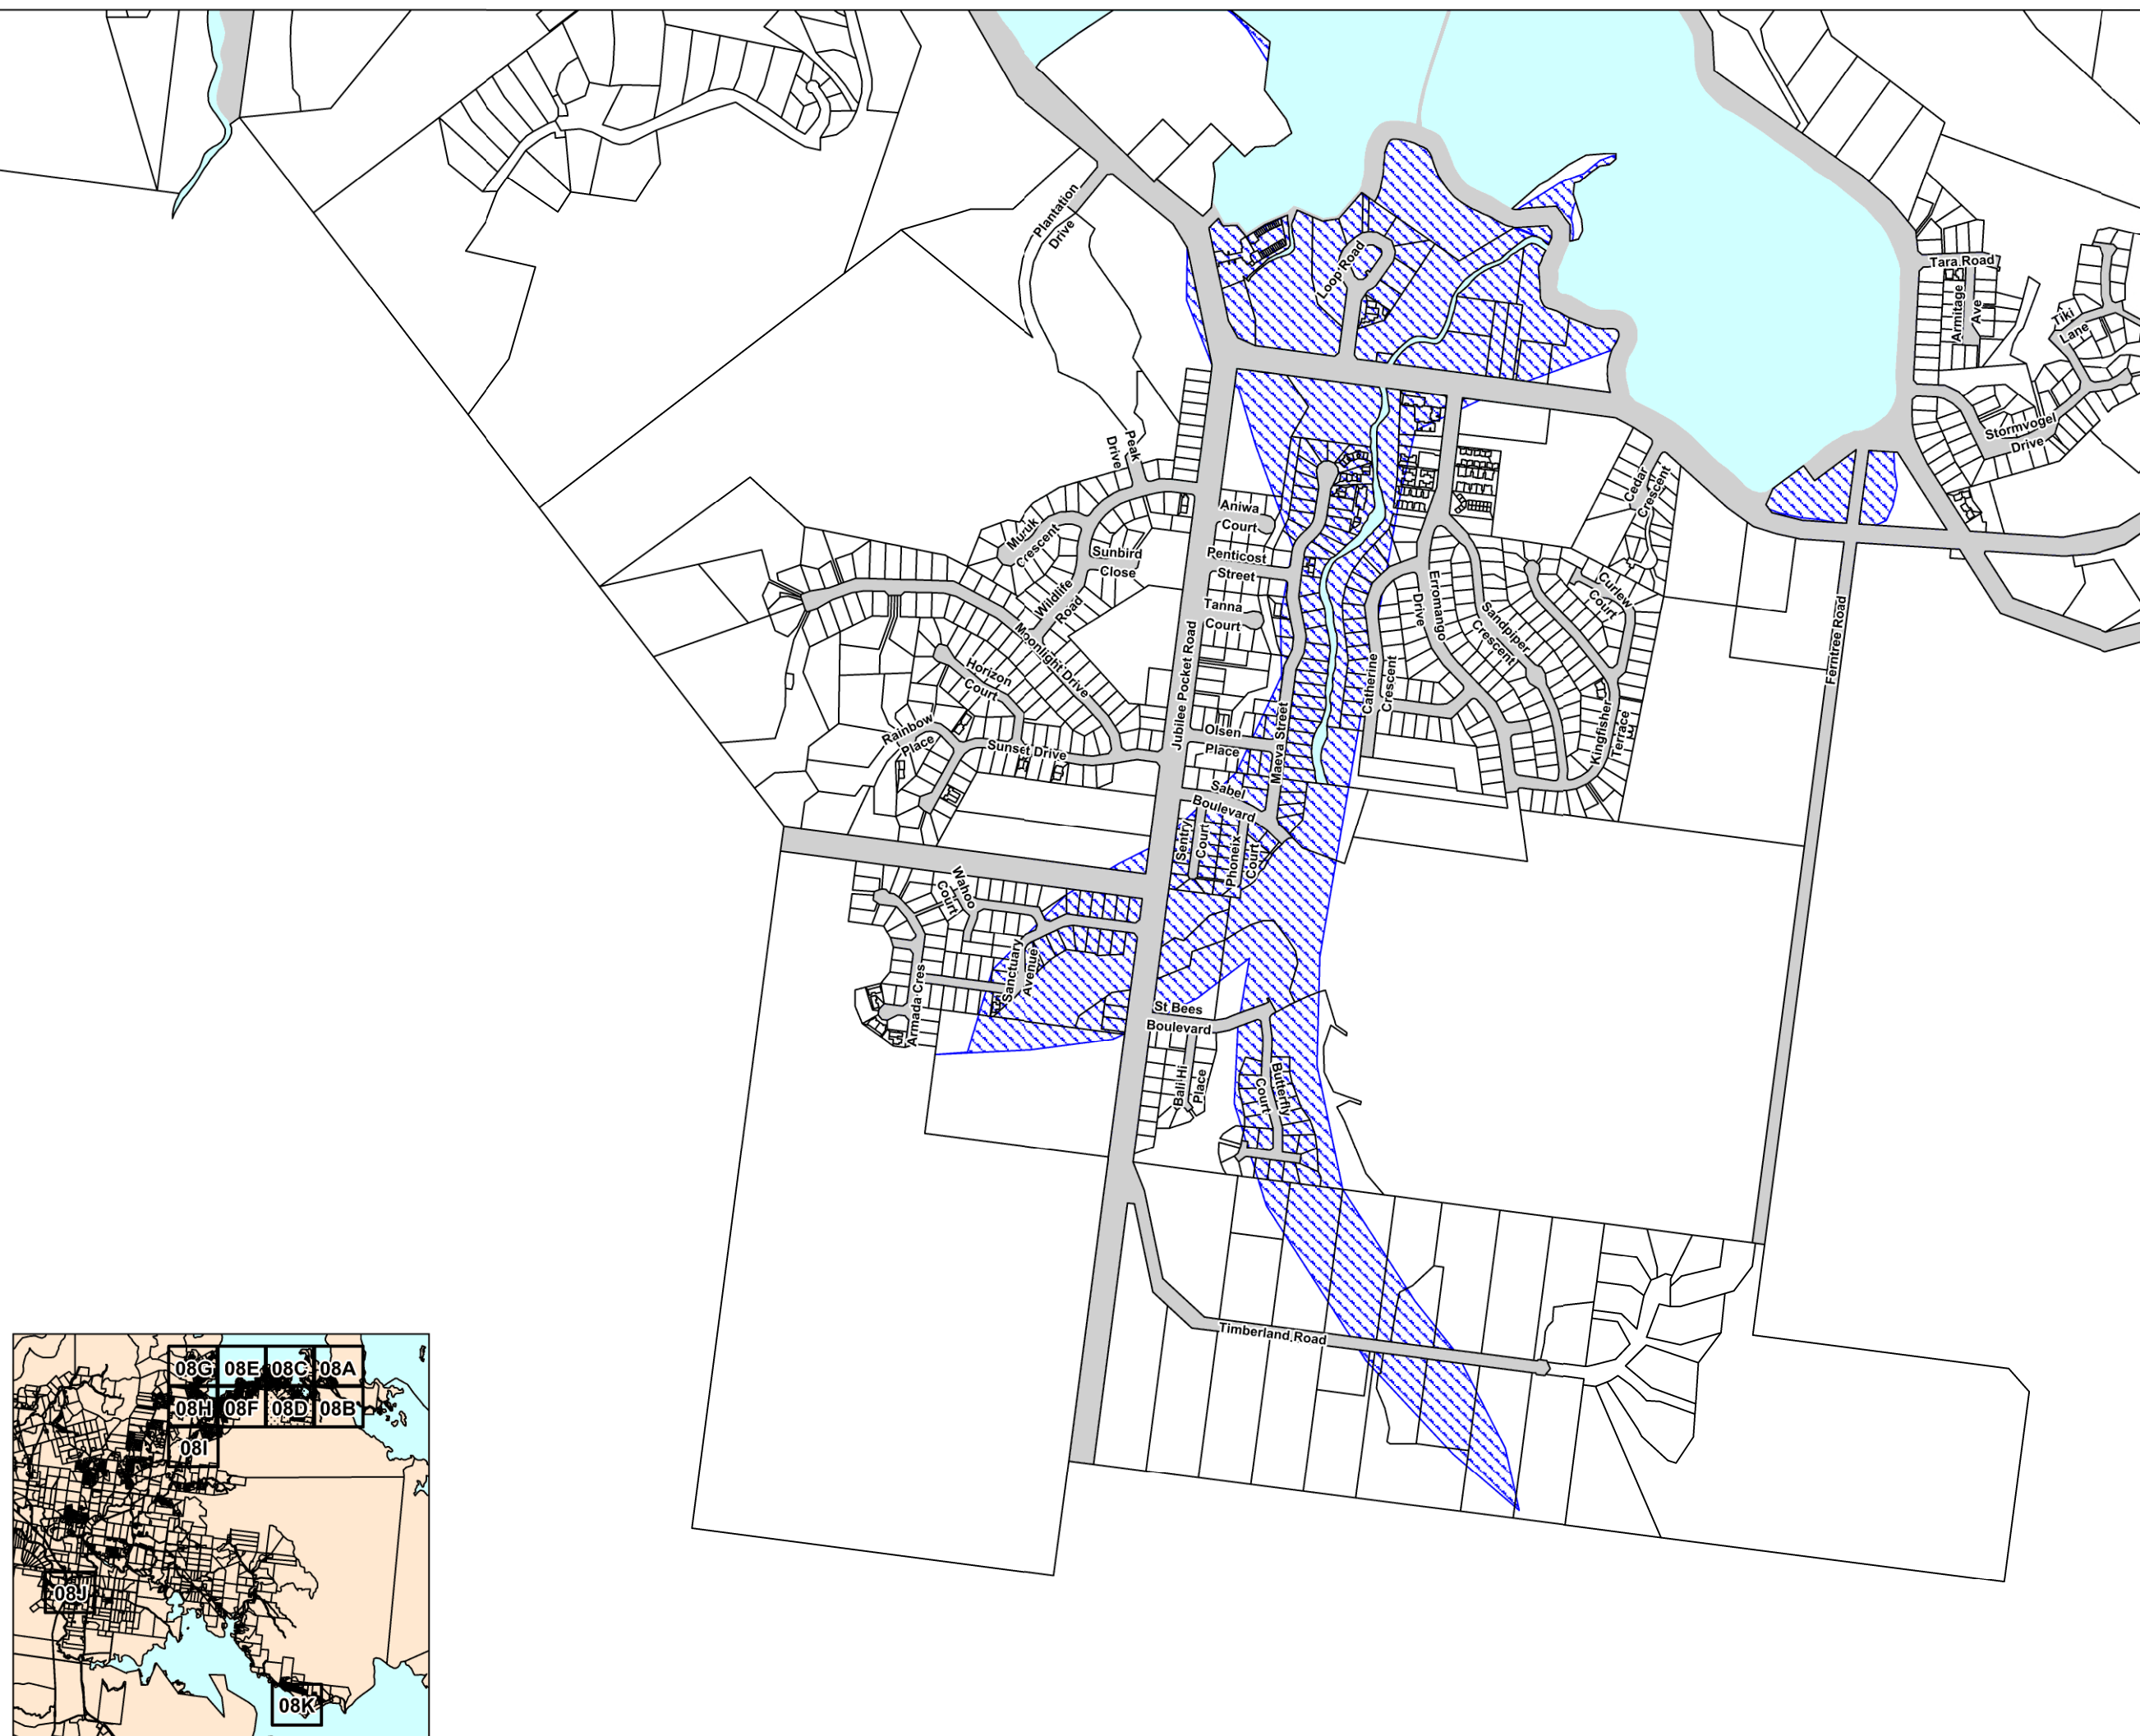 Plantation
Drive
Loop Road
Tara Road
Armitage
Ave
Tiki
Lane
Stormvogel
Drive
Peak
Drive
Cedar
Crescent
Muruk
Crescent
Aniwa
Court
Sunbird
Close
Penticost
Street
Wildlife
Road
Tanna
Court
Erromango
Drive
Sandpiper
Crescent
Curlew
Court
Ferntree Road
Moonlight Drive
Horizon
Court
Jubilee Pocket Road
Catherine
Crescent
Rainbow
Place
Sunset Drive
Olsen
Place
Maeva Street
Kingfisher
Terrace
Sabel
Boulevard
Sentry
Court
Phoneix
Court
Wahoo
Court
Sanctuary
Avenue
Armada Cres
St Bees
Boulevard
Bali Hi
Place
Butterfly
Court
Timberland Road
08G
08E
08C
08A
08H
08F
08D
08B
08I
08J
08K